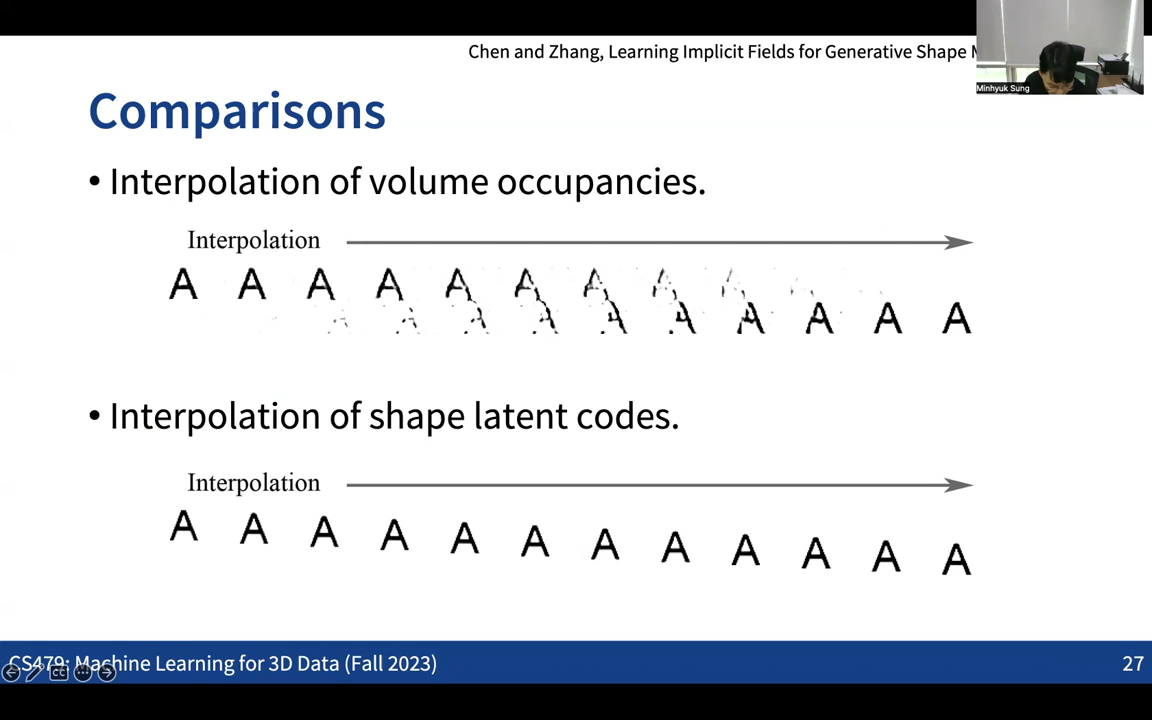 Chen and Zhang, Learning Implicit Fields for Generative Shape
Minhyuk Sung
Comparisons
• Interpolation of volume occupancies.
Interpolation
A A A A A A A A A
A A A A A A A A A A
• Interpolation of shape latent codes.
Interpolation
A A A A A A A A A A A A
CS479: Machine Learning for 3D Data (Fall 2023)
27